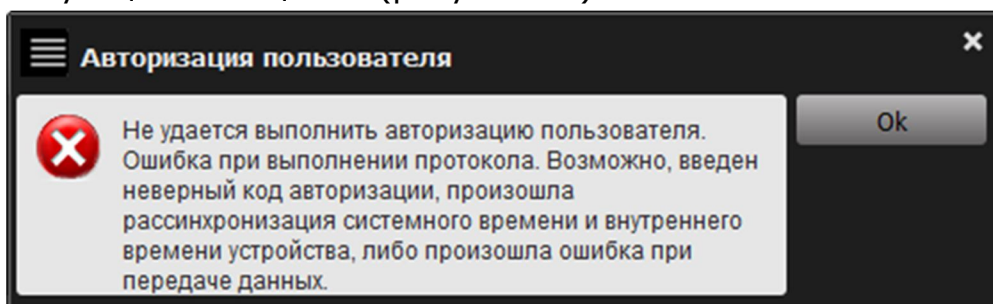 Авторизация пользователя
Не удается выполнить авторизацию пользователя.
Ok
Ошибка при выполнении протокола. Возможно, введен
неверный код авторизации, произошла
рассинхронизация системного времени и внутреннего
времени устройства, либо произошла ошибка при
передаче данных.